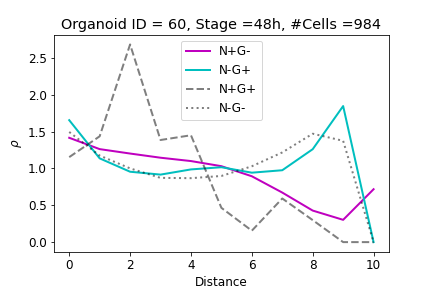 Organoid ID = 60, Stage =48h, #Cells =984
N+G-
N-G+
N+G+
N-G-
ρ
2.5
2.0
1.5
1.0
0.5
0.0
0 2 4 6 8 10
Distance